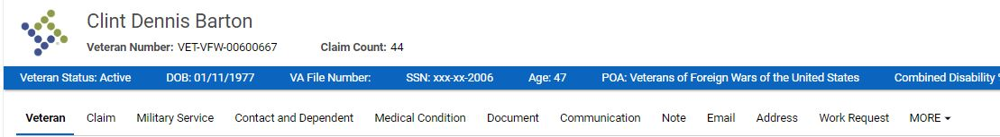 Clint Dennis Barton
Veteran Number: VET-VFW-00600667 Claim Count: 44
Veteran Status: Active DOB: 01/11/1977 VA File Number: SSN: xxx-xx-2006 Age: 47 POA: Veterans of Foreign Wars of the United States Combined Disability
Veteran Claim Military Service Contact and Dependent Medical Condition Document Communication Note Email Address Work Request MORE